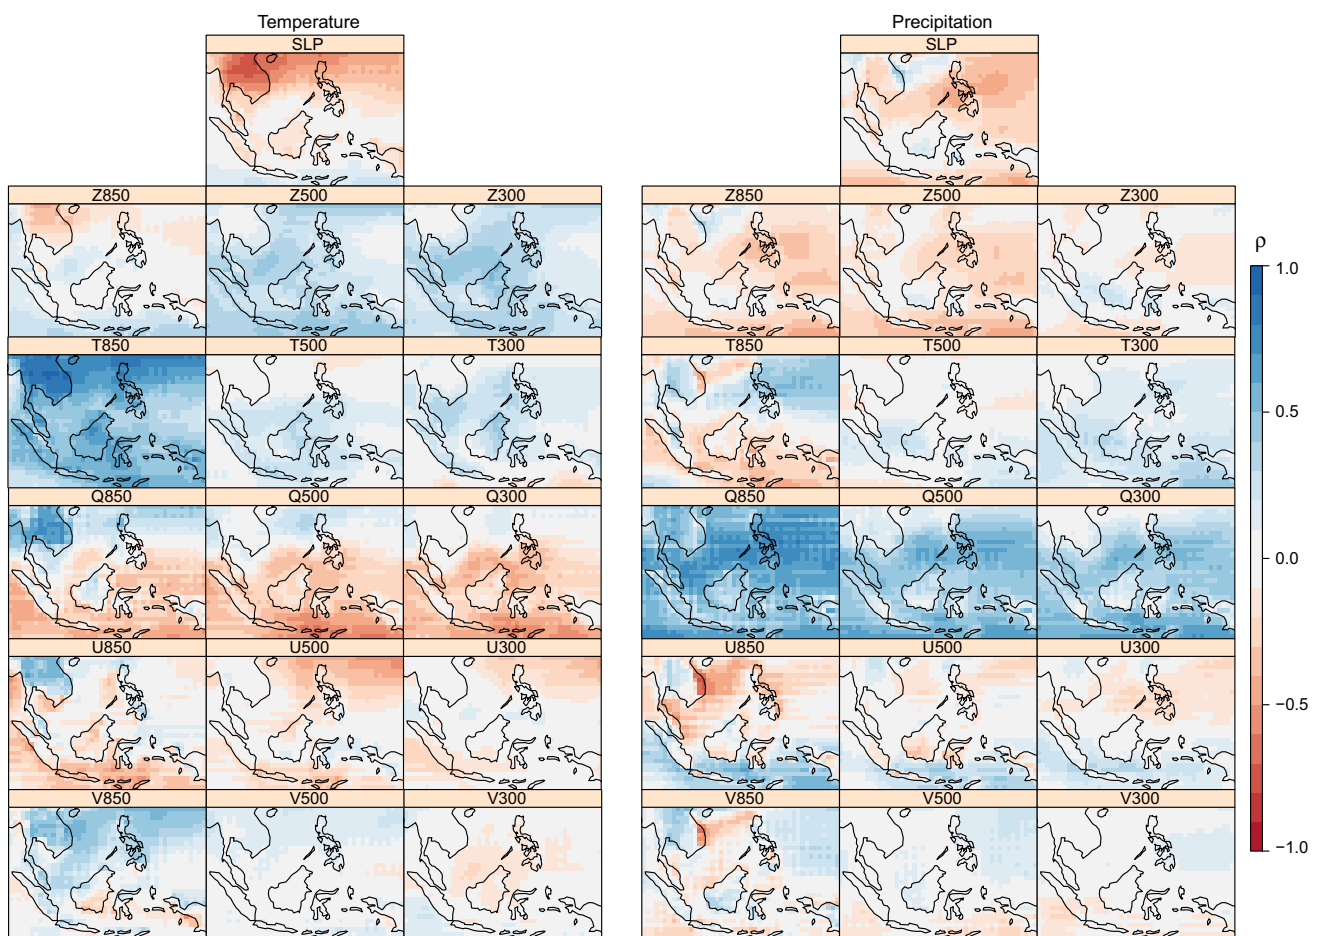 Temperature Precipitation
SLP SLP
Z850 Z500 Z300 Z850 Z500 Z300
ρ
1.0
T850 T500 T300 T850 T500 T300
0.5
Q850 Q500 Q300 Q850 Q500 Q300
0.0
U850 U500 U300 U850 U500 U300
−0.5
V850 V500 V300 V850 V500 V300
−1.0